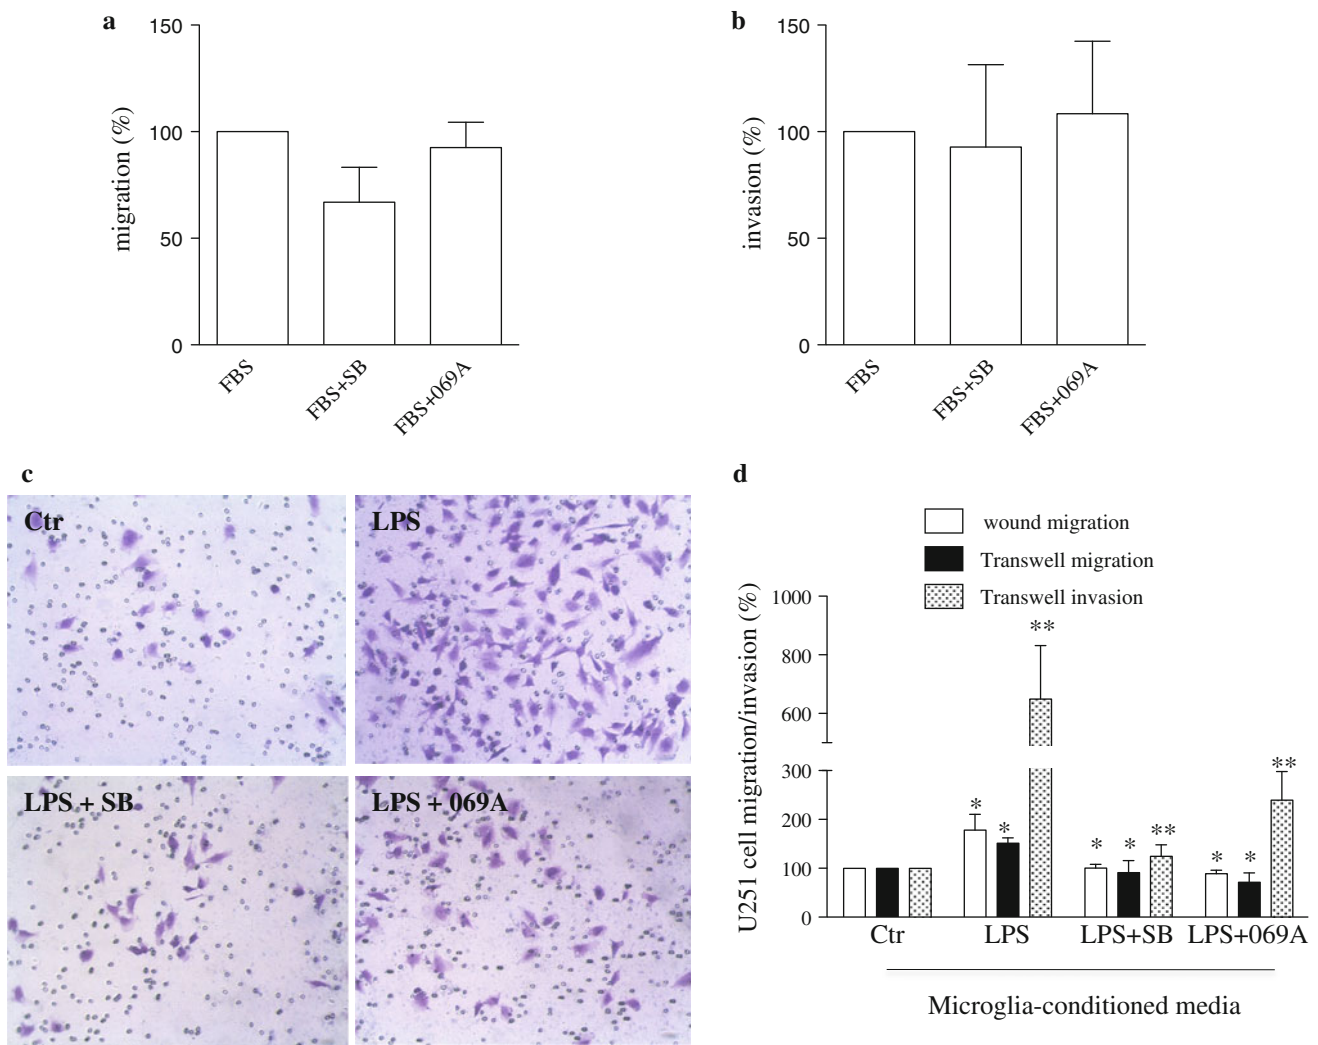 a
150
100
50
0
migration (%)
FBS
FBS+SB
FBS+069A
b
150
100
50
0
invasion (%)
FBS
FBS+SB
FBS+069A
c
Ctr
LPS
LPS + SB
LPS + 069A
d
wound migration
Transwell migration
Transwell invasion
U251 cell migration/invasion (%)
1000
800
600
300
200
100
0
**
*
*
*
*
**
*
*
**
Ctr
LPS
LPS+SB
LPS+069A
Microglia-conditioned media